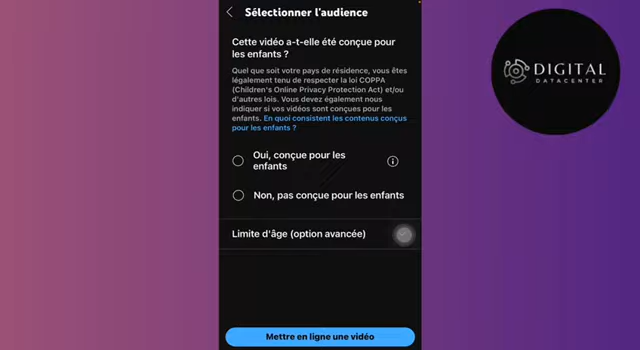 Sélectionner l'audience
Cette vidéo a-t-elle été conçue pour
les enfants ?
Quel que soit votre pays de résidence, vous êtes
légalement tenu de respecter la loi COPPA
(Children's Online Privacy Protection Act) et/ou
d'autres lois. Vous devez également nous
indiquer si vos vidéos sont conçues pour les
enfants. En quoi consistent les contenus conçus
pour les enfants ?
Oui, conçue pour les
enfants
Non, pas conçue pour les enfants
Limite d'âge (option avancée)
Mettre en ligne une vidéo
DIGITAL
DATACENTER